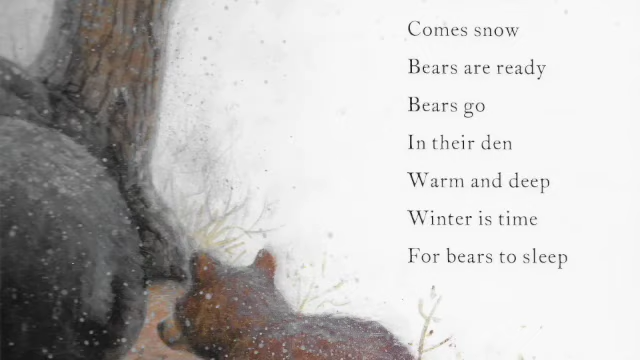 Comes snow
Bears are ready
Bears go
In their den
Warm and deep
Winter is time
For bears to sleep